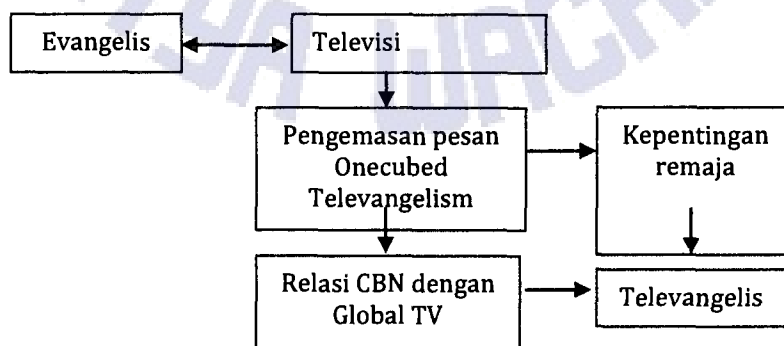 Evangelis
Televisi
Pengemasan pesan
Onecubed
Televangelism
Kepentingan
remaja
Relasi CBN dengan
Global TV
Televangelis